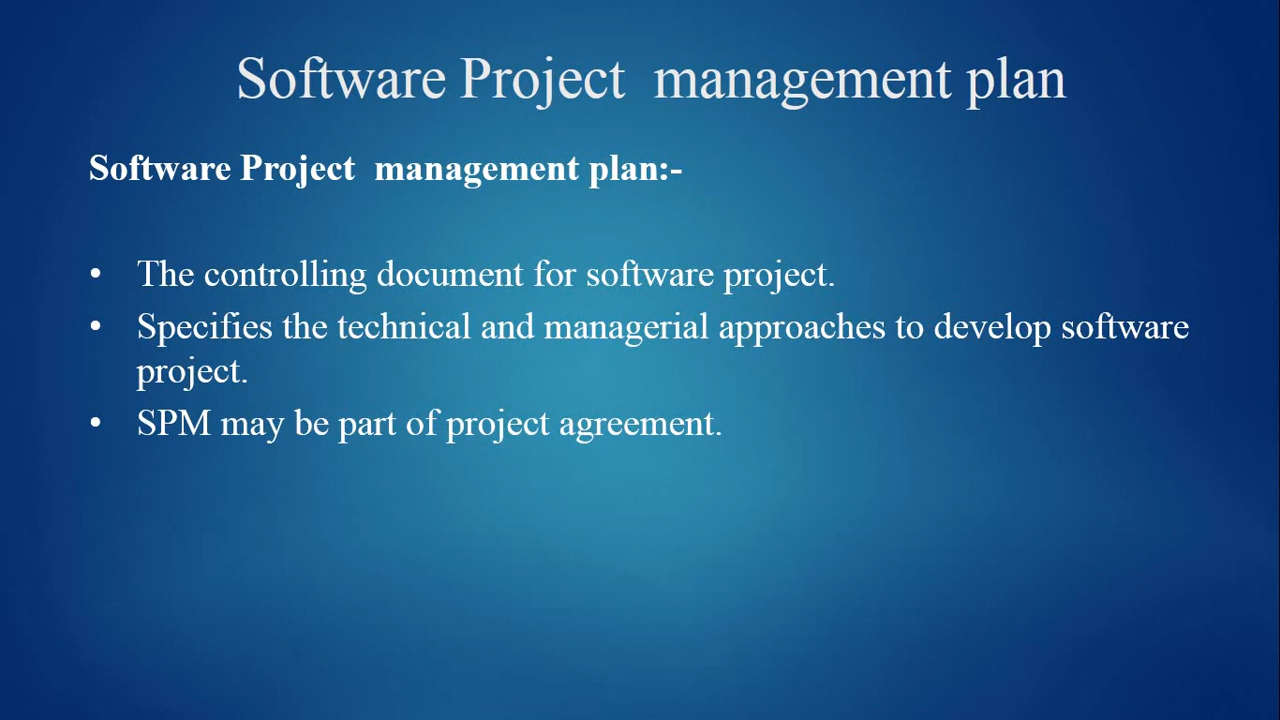 Software Project  management plan
Software Project  management plan:-
• The controlling document for software project.
• Specifies the technical and managerial approaches to develop software
project.
• SPM may be part of project agreement.